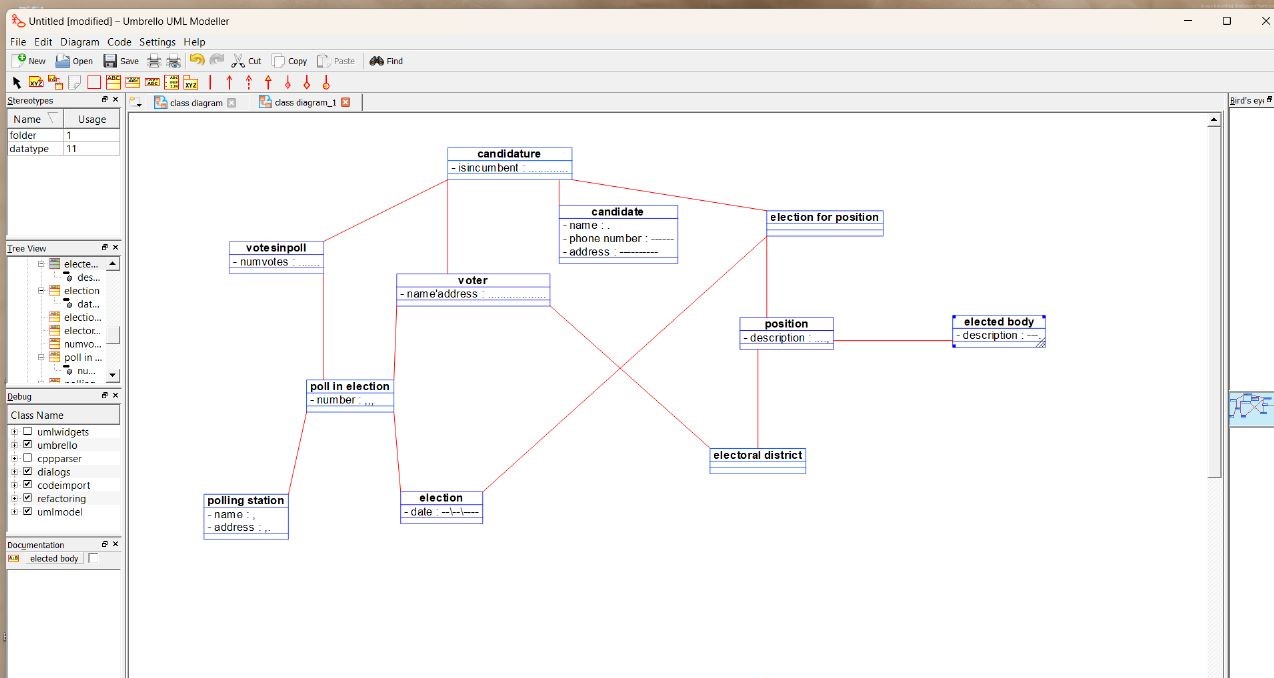 Untitled [modified] – Umbrello UML Modeller
File Edit Diagram Code Settings Help
New Open Save Cut Copy Paste Find
Stereotypes
class diagram class diagram_1
Bird's ey
Name Usage
folder 1
datatype 11
Tree View
electe...
des...
election
dat...
electio...
elector...
numvo...
poll in ...
nu...
Debug
Class Name
umlwidgets
umbrello
cppparser
dialogs
codeimport
refactoring
umlmodel
Documentation
elected body
candidature
- isincumbent : .............
candidate
- name : .
- phone number : ------
- address : ----------
election for position
votesinpoll
- numvotes : .......
voter
- name'address : ...................
position
- description : ....,
elected body
- description : ---.
poll in election
- number : ,,,
electoral district
polling station
- name : ,
- address : ,.
election
- date : --\--\----